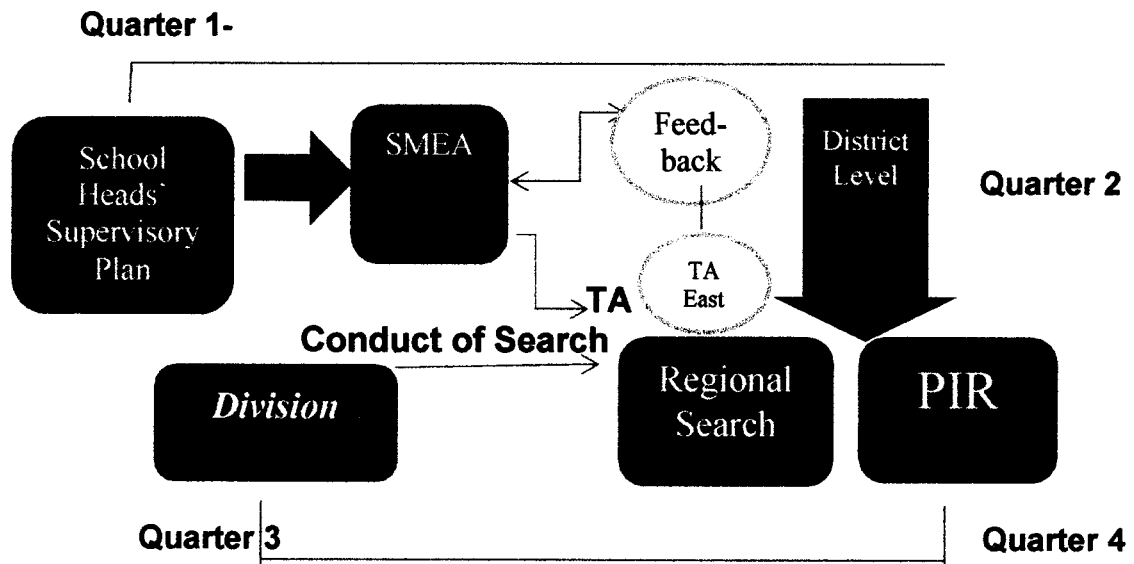 Quarter 1-
School
Heads`
Supervisory
Plan
SMEA
Feed-
back
District
Level
Quarter 2
TA
East
TA
Conduct of Search
Division
Regional
Search
PIR
Quarter 3
Quarter 4